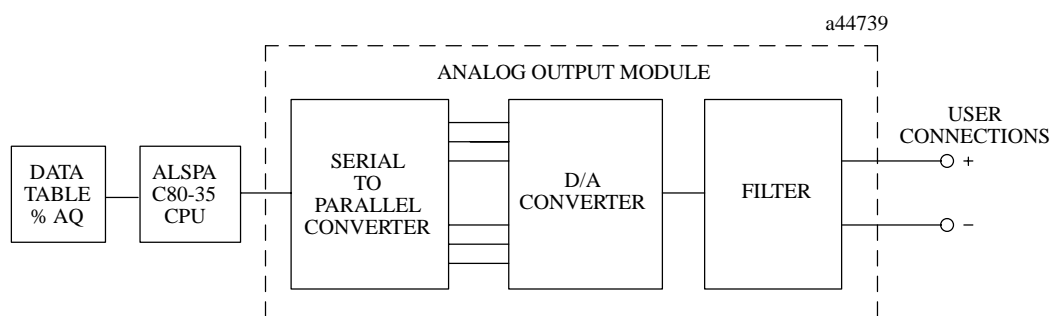 a44739
ANALOG OUTPUT MODULE
DATA
TABLE
% AQ
ALSPA
C80-35
CPU
SERIAL
TO
PARALLEL
CONVERTER
D/A
CONVERTER
FILTER
USER
CONNECTIONS
+
−